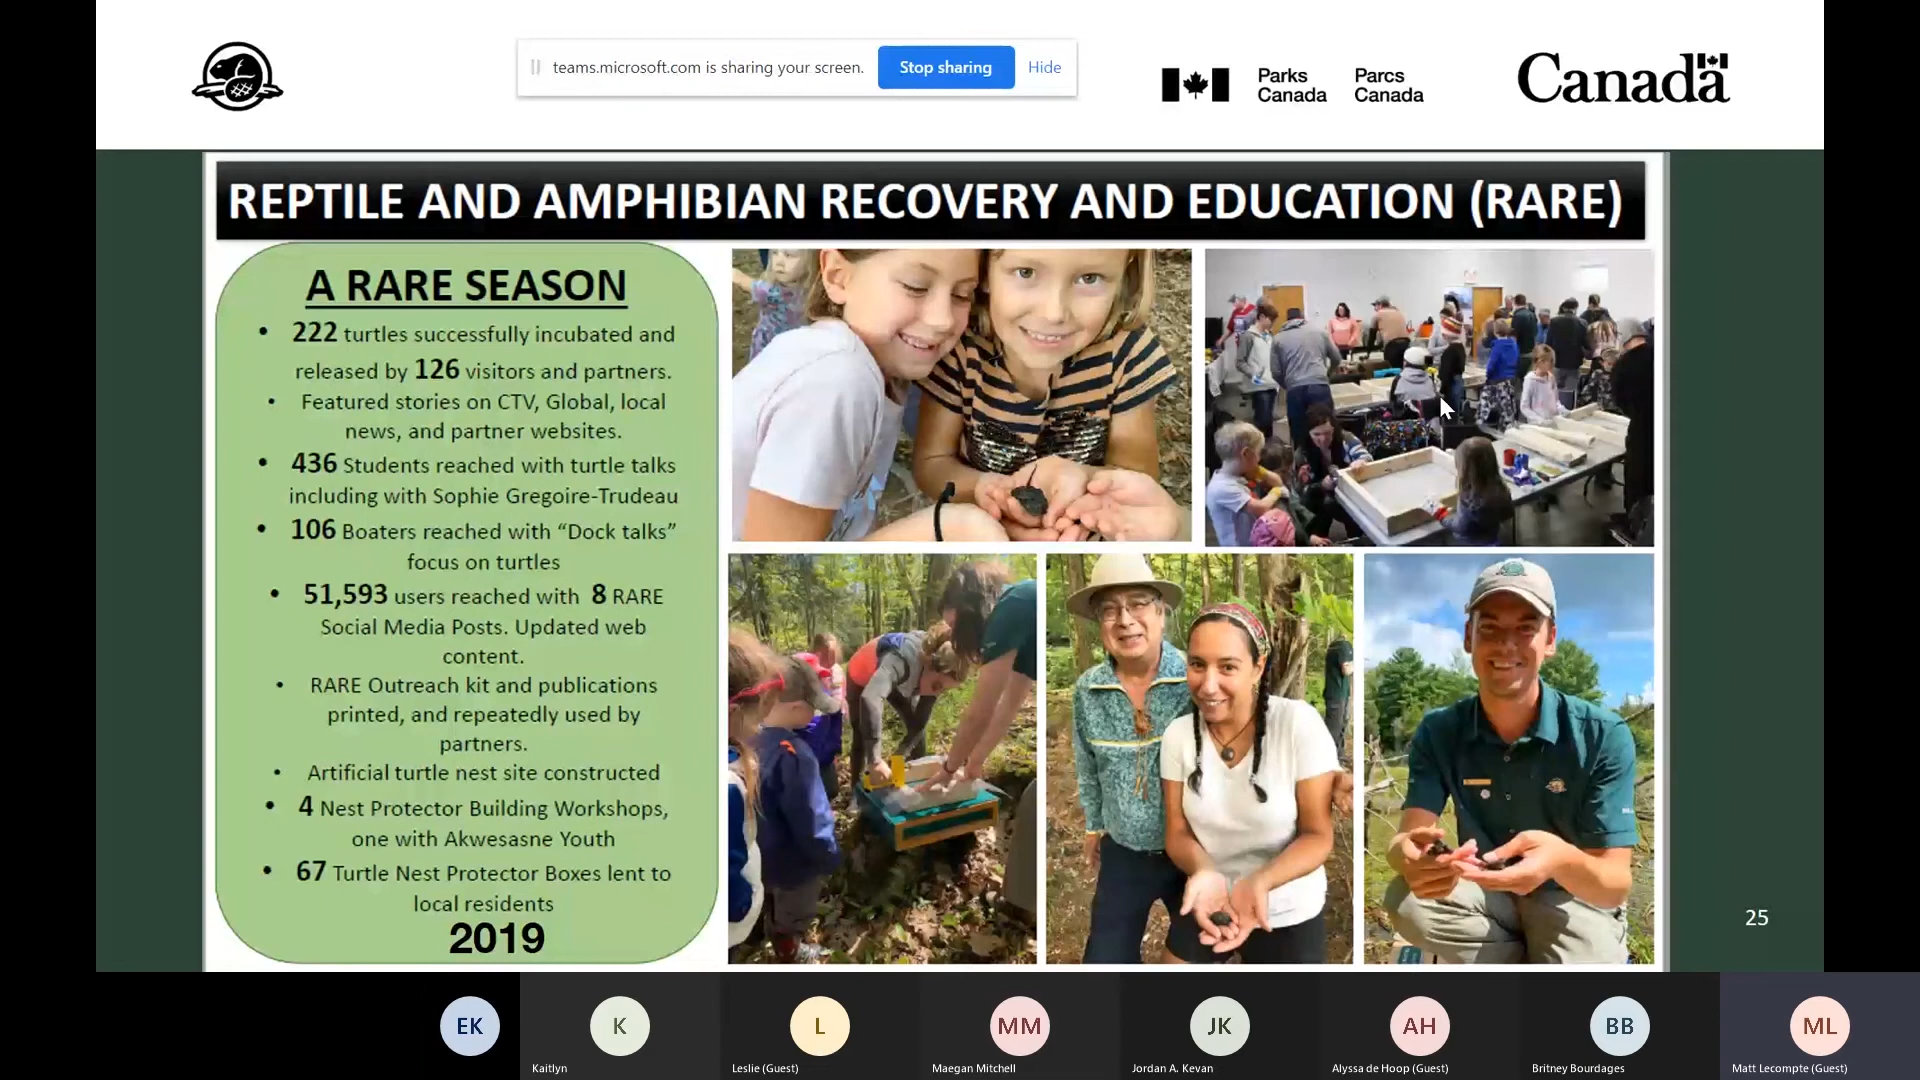 teams.microsoft.com is sharing your screen.
Stop sharing
Hide
Parks
Canada
Parcs
Canada
Canada
REPTILE AND AMPHIBIAN RECOVERY AND EDUCATION (RARE)
A RARE SEASON
• 222 turtles successfully incubated and
released by 126 visitors and partners.
• Featured stories on CTV, Global, local
news, and partner websites.
• 436 Students reached with turtle talks
including with Sophie Gregoire-Trudeau
• 106 Boaters reached with “Dock talks”
focus on turtles
• 51,593 users reached with 8 RARE
Social Media Posts. Updated web
content.
• RARE Outreach kit and publications
printed, and repeatedly used by
partners.
• Artificial turtle nest site constructed
• 4 Nest Protector Building Workshops,
one with Akwesasne Youth
• 67 Turtle Nest Protector Boxes lent to
local residents
2019
25
EK
K
Kaitlyn
L
Leslie (Guest)
MM
Maegan Mitchell
JK
Jordan A. Kevan
AH
Alyssa de Hoop (Guest)
BB
Britney Bourdages
ML
Matt Lecompte (Guest)